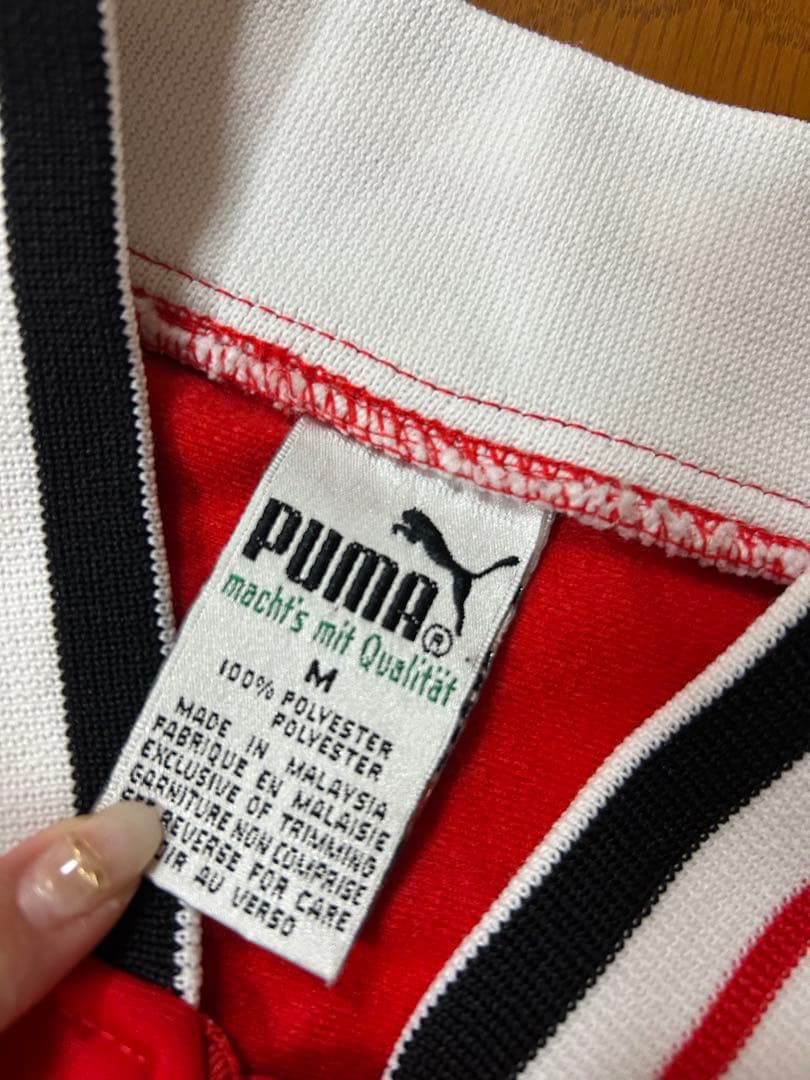 PUMA®
macht's mit Qualität
M
100% POLYESTER
POLYESTER
MADE IN MALAYSIA
FABRIQUE EN MALAISIE
EXCLUSIVE OF TRIMMING
GARNITURE NON COMPRISE
REVERSE FOR CARE
AU VERSO